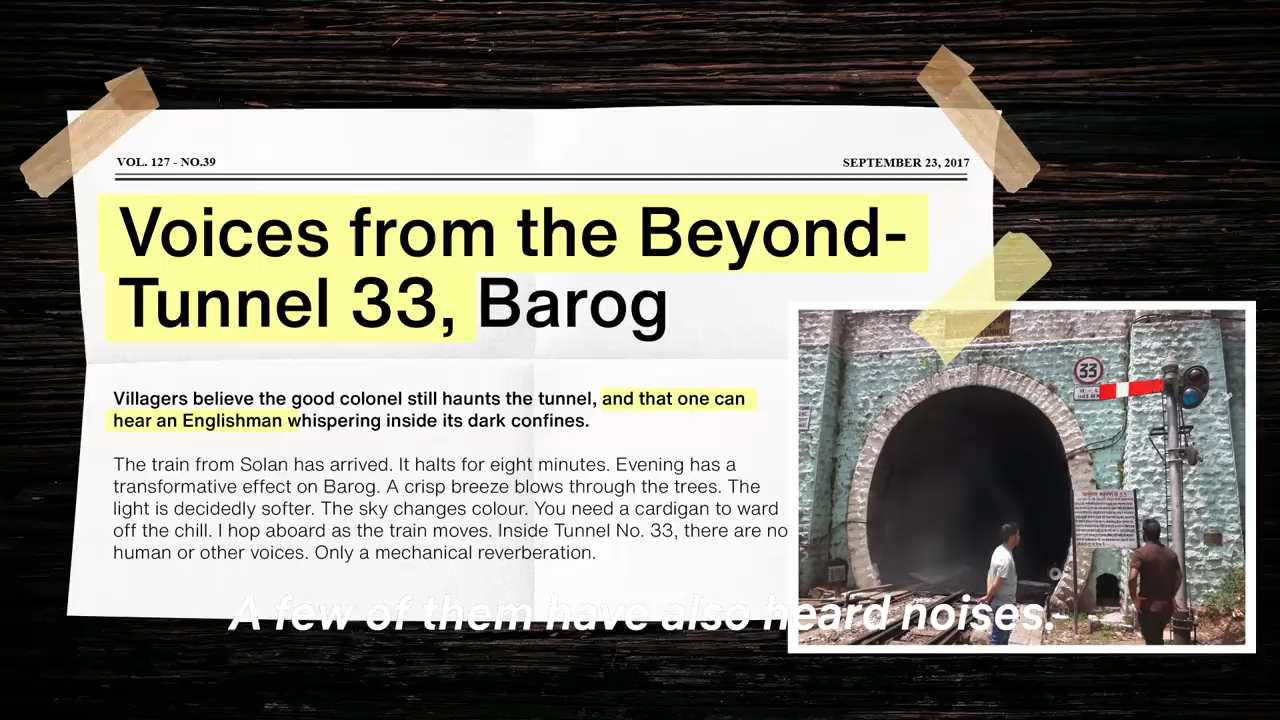 VOL. 127 - NO.39
SEPTEMBER 23, 2017
Voices from the Beyond-
Tunnel 33, Barog
Villagers believe the good colonel still haunts the tunnel, and that one can
hear an Englishman whispering inside its dark confines.
The train from Solan has arrived. It halts for eight minutes. Evening has a
transformative effect on Barog. A crisp breeze blows through the trees. The
light is decidedly softer. The sky changes colour. You need a cardigan to ward
off the chill. I hop aboard as the train moves. Inside Tunnel No. 33, there are no
human or other voices. Only a mechanical reverberation.
33
A few of them have also heard noises.